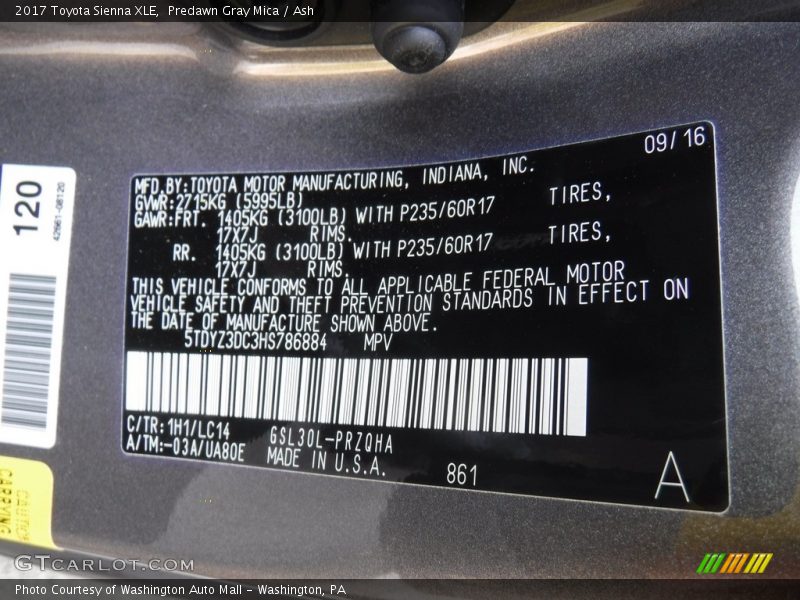 2017 Toyota Sienna XLE,  Predawn Gray Mica / Ash
120
42661-08120
09/16
MFD.BY:TOYOTA MOTOR MANUFACTURING, INDIANA, INC.
GVWR:2715KG (5995LB)
GAWR:FRT. 1405KG (3100LB) WITH P235/60R17 TIRES,
17X7J RIMS.
RR. 1405KG (3100LB) WITH P235/60R17 TIRES,
17X7J RIMS.
THIS VEHICLE CONFORMS TO ALL APPLICABLE FEDERAL MOTOR
VEHICLE SAFETY AND THEFT PREVENTION STANDARDS IN EFFECT ON
THE DATE OF MANUFACTURE SHOWN ABOVE.
5TDYZ3DC3HS786884 MPV
C/TR:1H1/LC14 GSL30L-PRZQHA
A/TM:-03A/UA80E MADE IN U.S.A.
861
A
CAUTION
CARRYING
GTCARLOT.COM
Photo Courtesy of Washington Auto Mall - Washington, PA